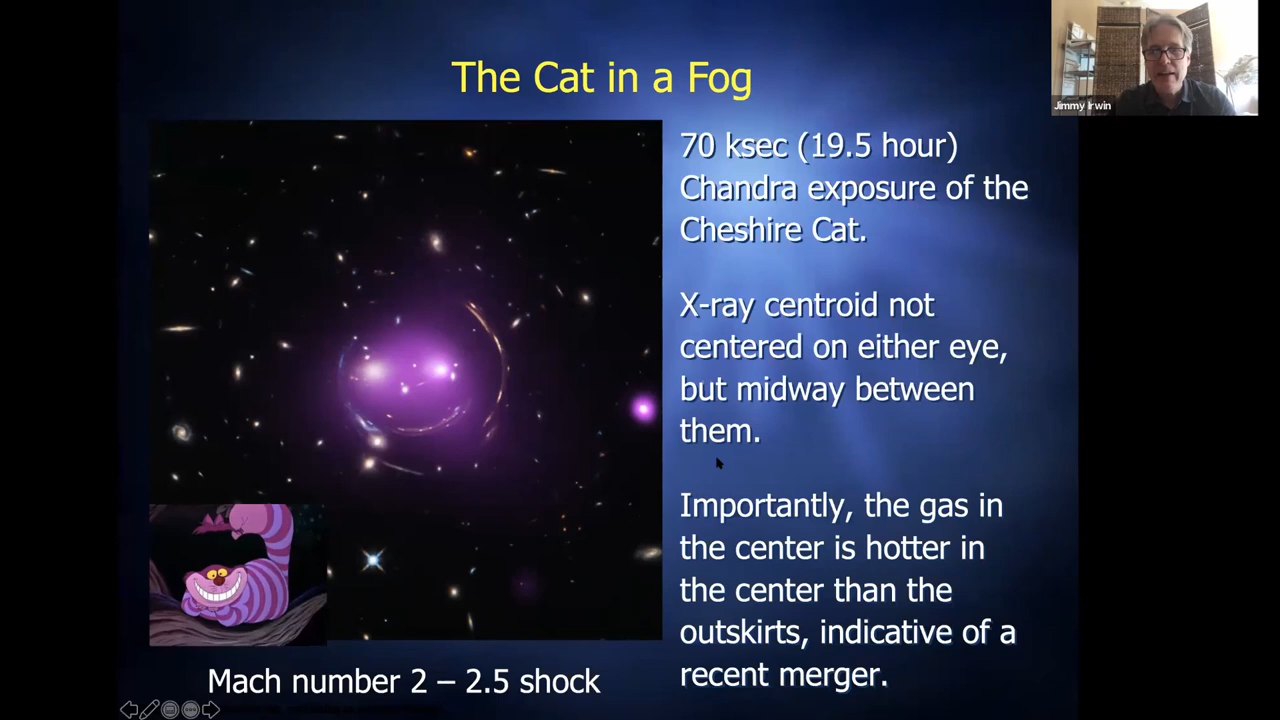 The Cat in a Fog
Jimmy Irwin
70 ksec (19.5 hour)
Chandra exposure of the
Cheshire Cat.
X-ray centroid not
centered on either eye,
but midway between
them.
Importantly, the gas in
the center is hotter in
the center than the
outskirts, indicative of a
recent merger.
Mach number 2 – 2.5 shock